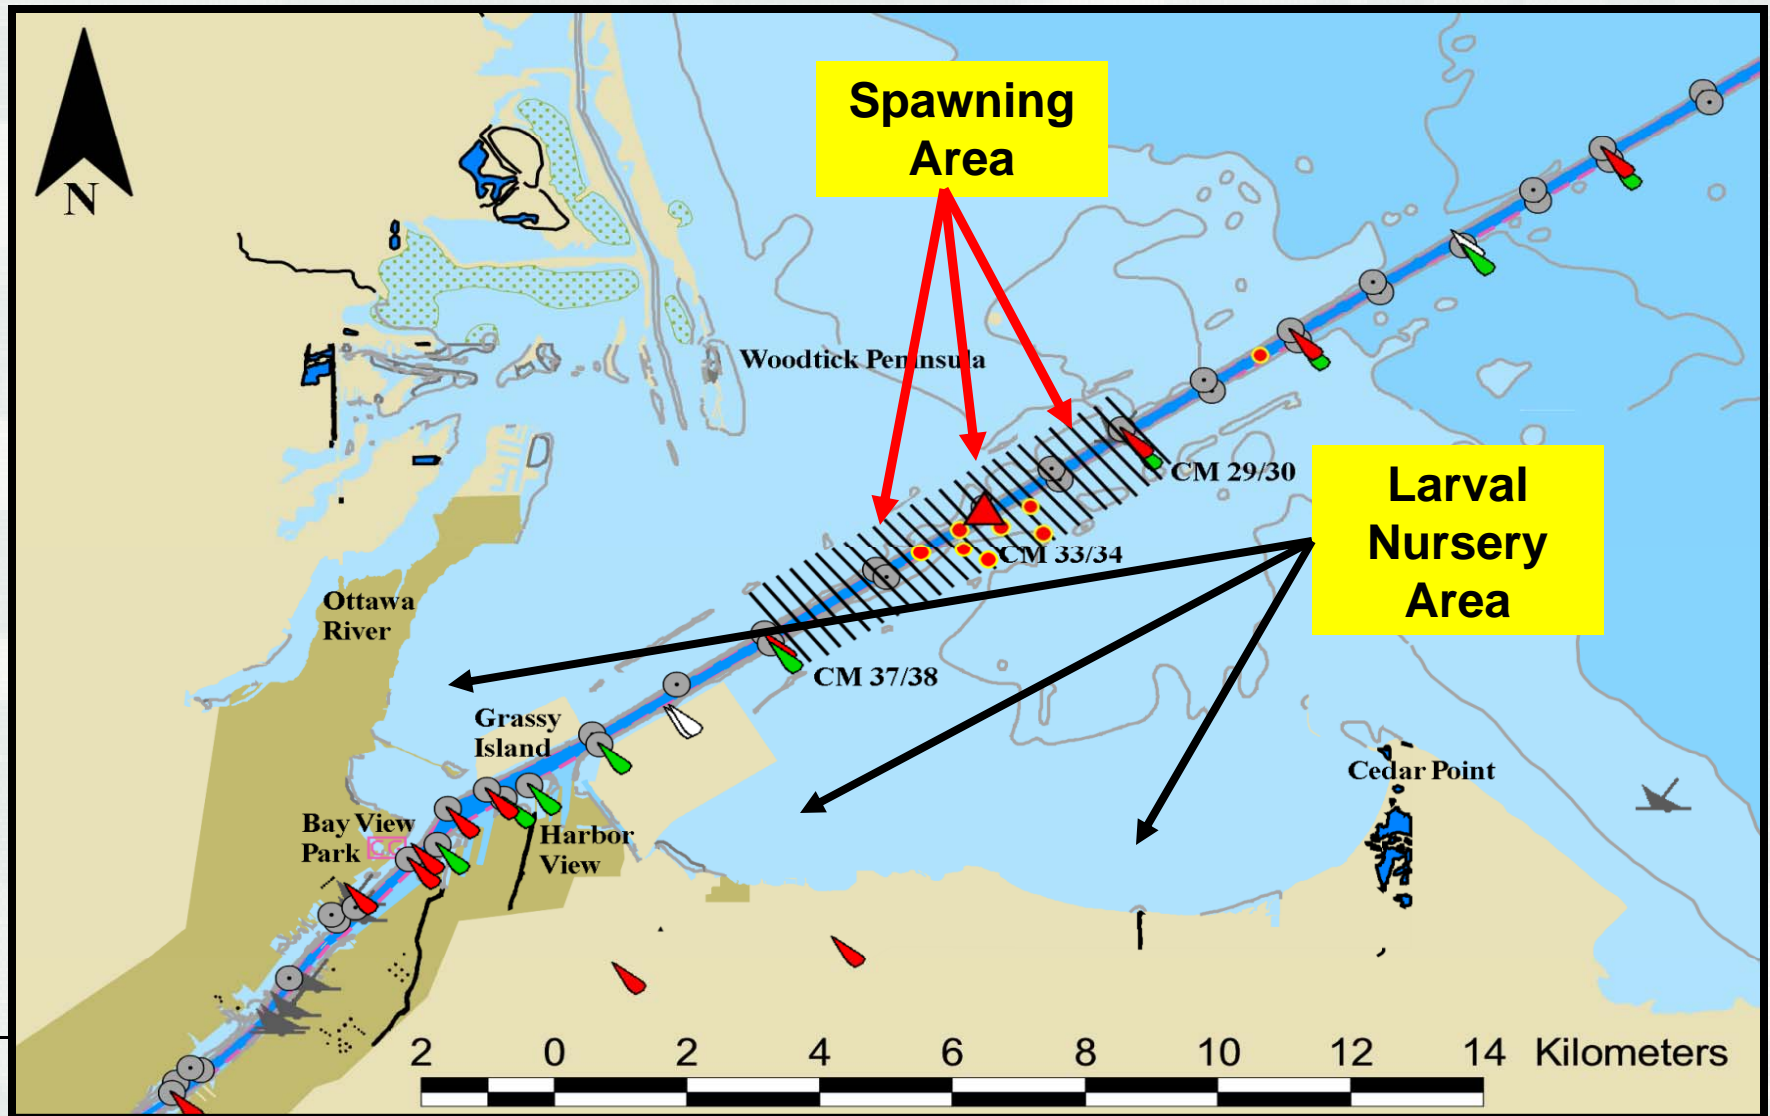 Spawning
Area
N
Woodtick Peninsula
CM 29/30
Larval
Nursery
Area
CM 33/34
Ottawa
River
CM 37/38
Grassy
Island
Cedar Point
Bay View
Park
CG
Harbor
View
2 0 2 4 6 8 10 12 14 Kilometers